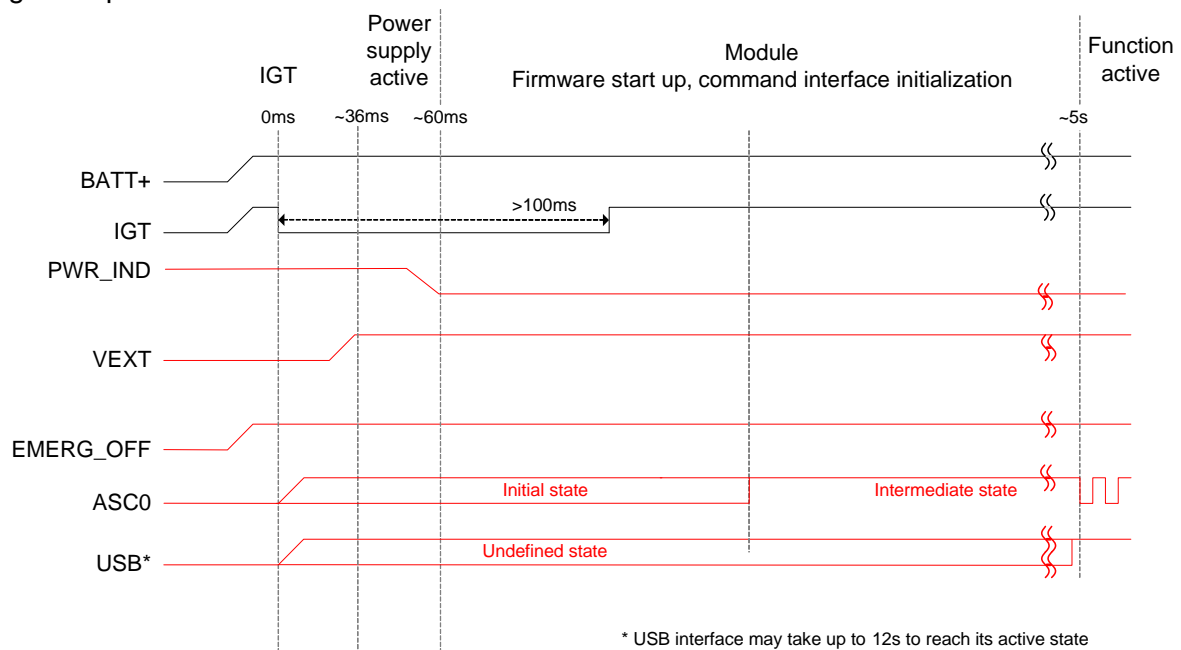 Power
supply
active
IGT
Module
Firmware start up, command interface initialization
Function
active
0ms
~36ms
~60ms
~5s
BATT+
>100ms
IGT
PWR_IND
VEXT
EMERG_OFF
Initial state
Intermediate state
ASC0
Undefined state
USB*
* USB interface may take up to 12s to reach its active state